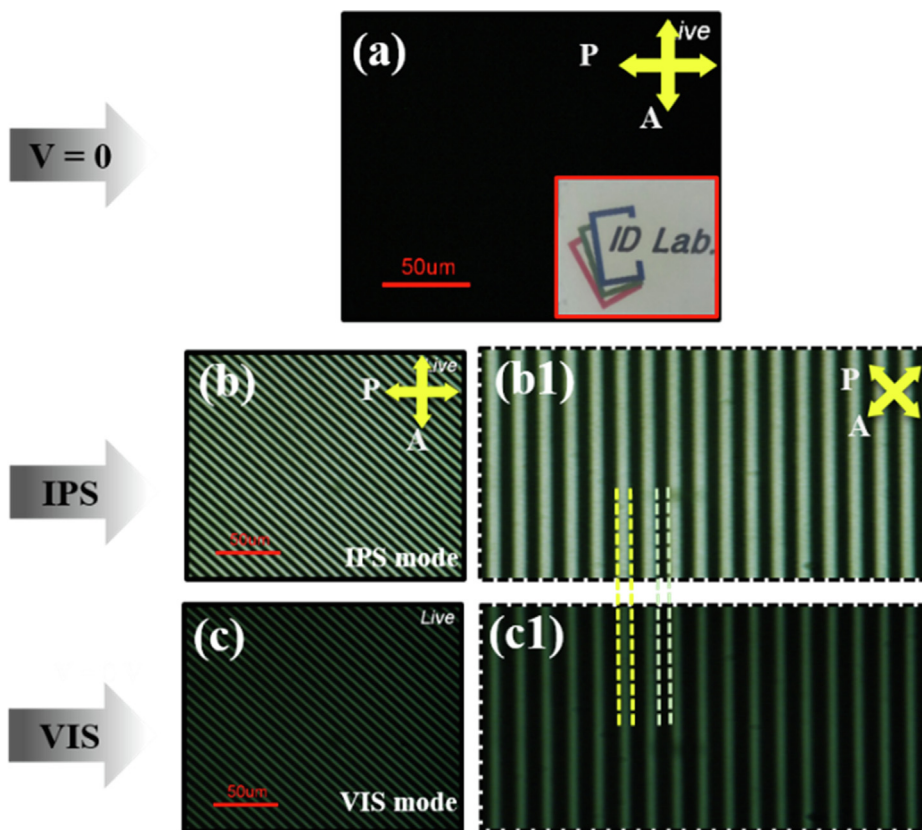 (a)
ive
P
A
V = 0
ID Lab.
50um
(b)
ive
P
A
(b1)
P
A
IPS
50um
IPS mode
(c)
Live
(c1)
VIS
50um
VIS mode